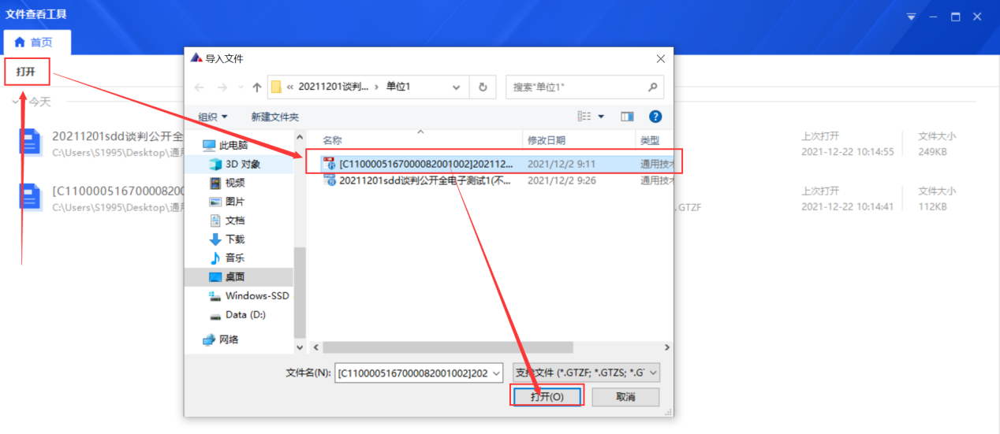 文件查看工具
首页
打开
今天
20211201sdd谈判公开全
C:\Users\S1995\Desktop\通用
上次打开
2021-12-22 10:14:55
文件大小
249KB
[C1100005167000082000
C:\Users\S1995\Desktop\通用
.GTZF
上次打开
2021-12-22 10:14:41
文件大小
112KB
导入文件
« 20211201谈判... › 单位1
搜索"单位1"
组织
新建文件夹
名称
修改日期
类型
此电脑
3D 对象
视频
图片
文档
下载
音乐
桌面
Windows-SSD
Data (D:)
网络
[C1100005167000082001002]202112...
2021/12/2 9:11
通用技术
20211201sdd谈判公开全电子测试1(不...
2021/12/2 9:26
通用技术
文件名(N):
[C1100005167000082001002]202
支持文件 (*.GTZF; *.GTZS; *.G
打开(O)
取消